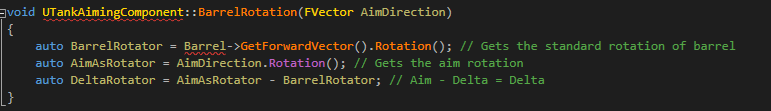 void UTankAimingComponent::BarrelRotation(FVector AimDirection)
{
auto BarrelRotator = Barrel->GetForwardVector().Rotation(); // Gets the standard rotation of barrel
auto AimAsRotator = AimDirection.Rotation(); // Gets the aim rotation
auto DeltaRotator = AimAsRotator - BarrelRotator; // Aim - Delta = Delta
}